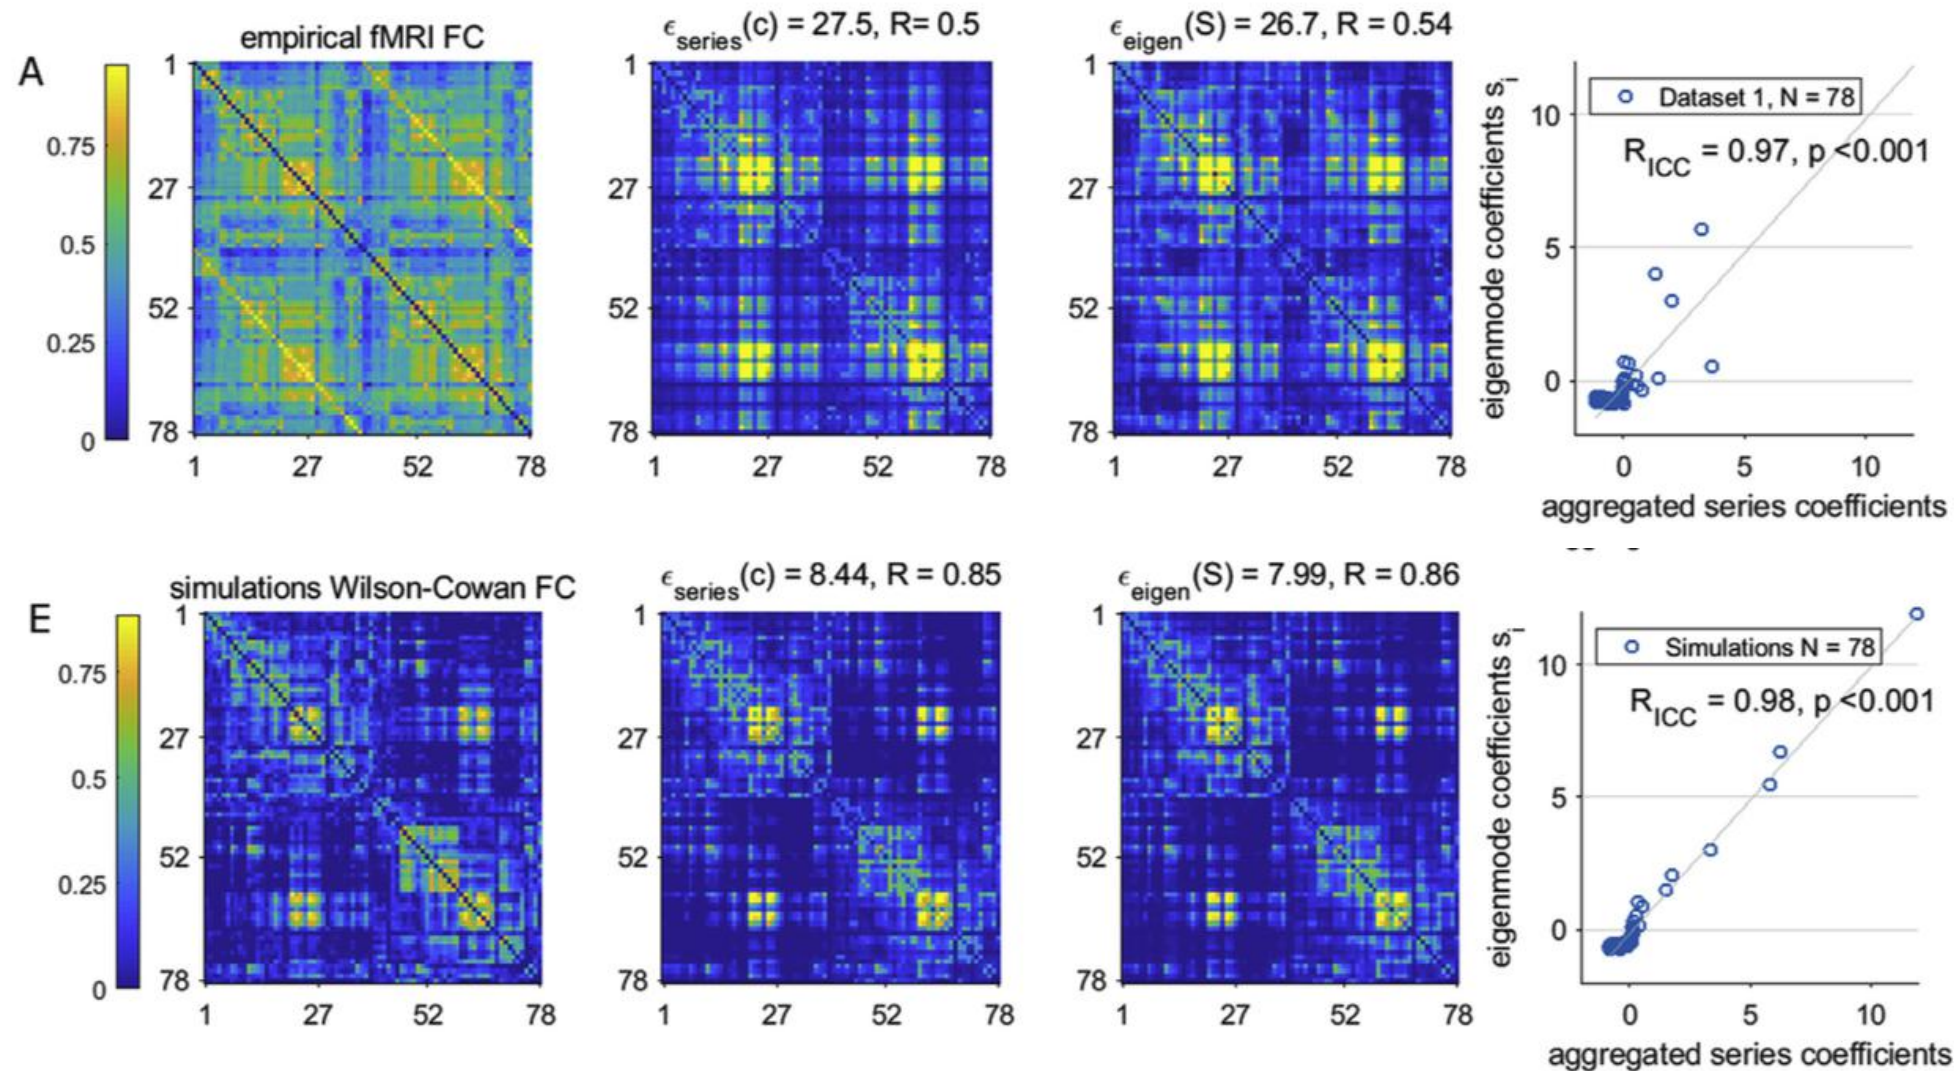 A
empirical fMRI FC
ϵseries(c) = 27.5, R= 0.5
ϵeigen(S) = 26.7, R = 0.54
0.75
0.5
0.25
0
1
27
52
78
1 27 52 78
1
27
52
78
1 27 52 78
1
27
52
78
1 27 52 78
eigenmode coefficients si
10
5
0
Dataset 1, N = 78
RICC = 0.97, p <0.001
0 5 10
aggregated series coefficients
E
simulations Wilson-Cowan FC
ϵseries(c) = 8.44, R = 0.85
ϵeigen(S) = 7.99, R = 0.86
0.75
0.5
0.25
0
1
27
52
78
1 27 52 78
1
27
52
78
1 27 52 78
1
27
52
78
1 27 52 78
eigenmode coefficients si
10
5
0
Simulations N = 78
RICC = 0.98, p <0.001
0 5 10
aggregated series coefficients